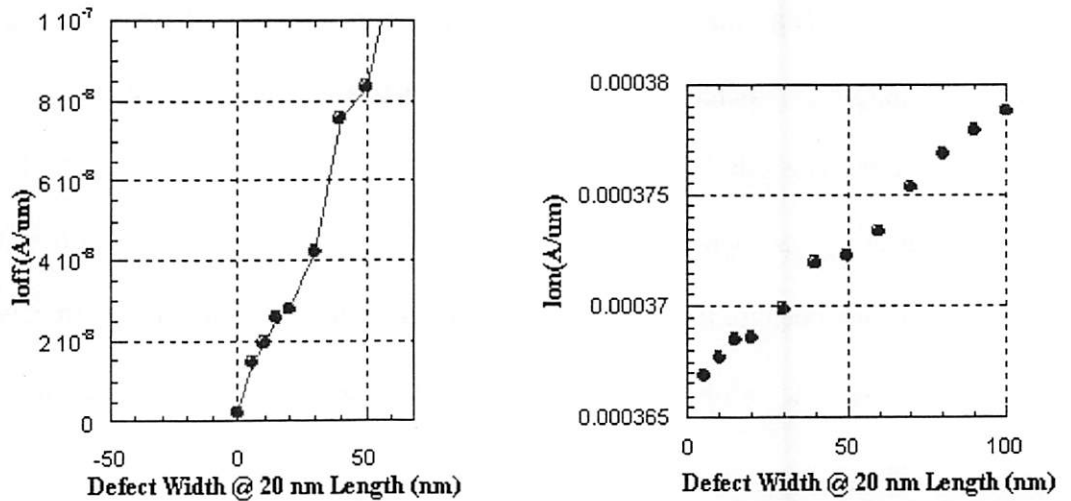 1 10⁻⁷
8 10⁻⁸
6 10⁻⁸
4 10⁻⁸
2 10⁻⁸
0
Ioff(A/um)
-50 0 50
Defect Width @ 20 nm Length (nm)
0.00038
0.000375
0.00037
0.000365
Ion(A/um)
0 50 100
Defect Width @ 20 nm Length (nm)